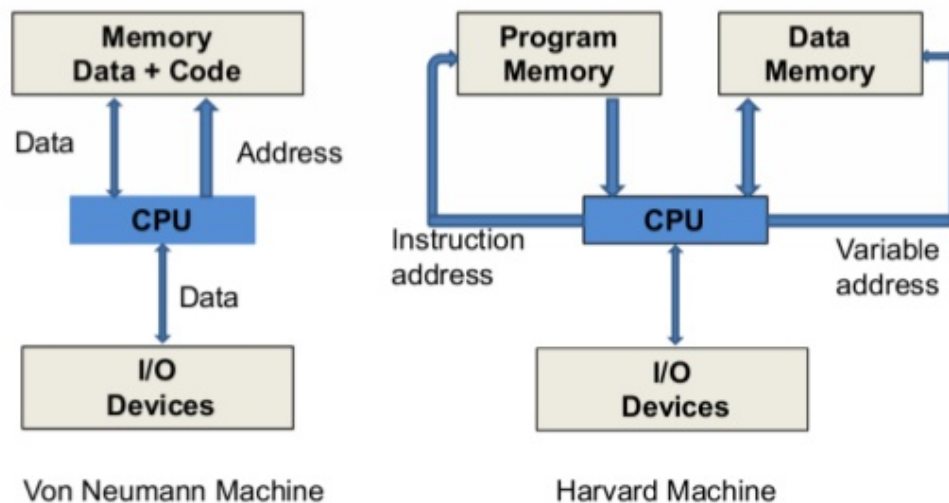 Memory
Data + Code
Data
Address
CPU
Data
I/O
Devices
Von Neumann Machine
Program
Memory
Data
Memory
CPU
Instruction
address
Variable
address
I/O
Devices
Harvard Machine